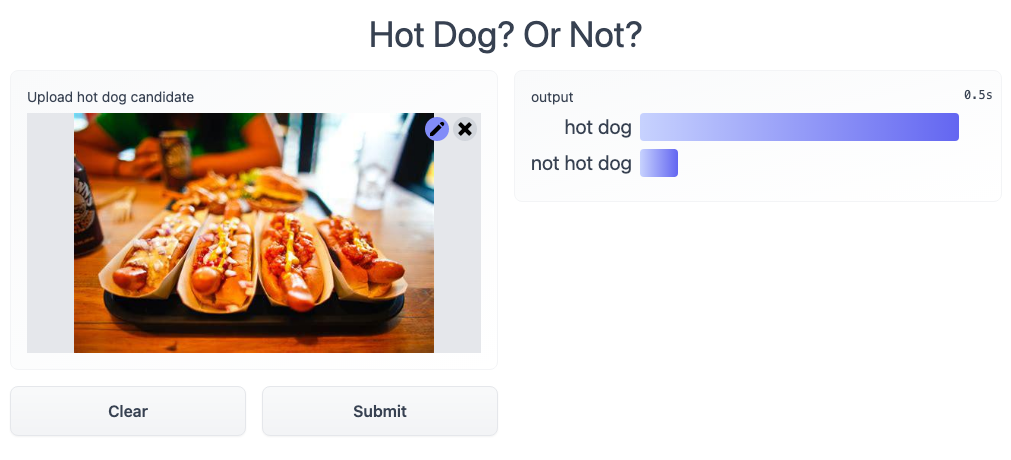 Hot Dog? Or Not?
Upload hot dog candidate
output
0.5s
hot dog
not hot dog
Clear
Submit